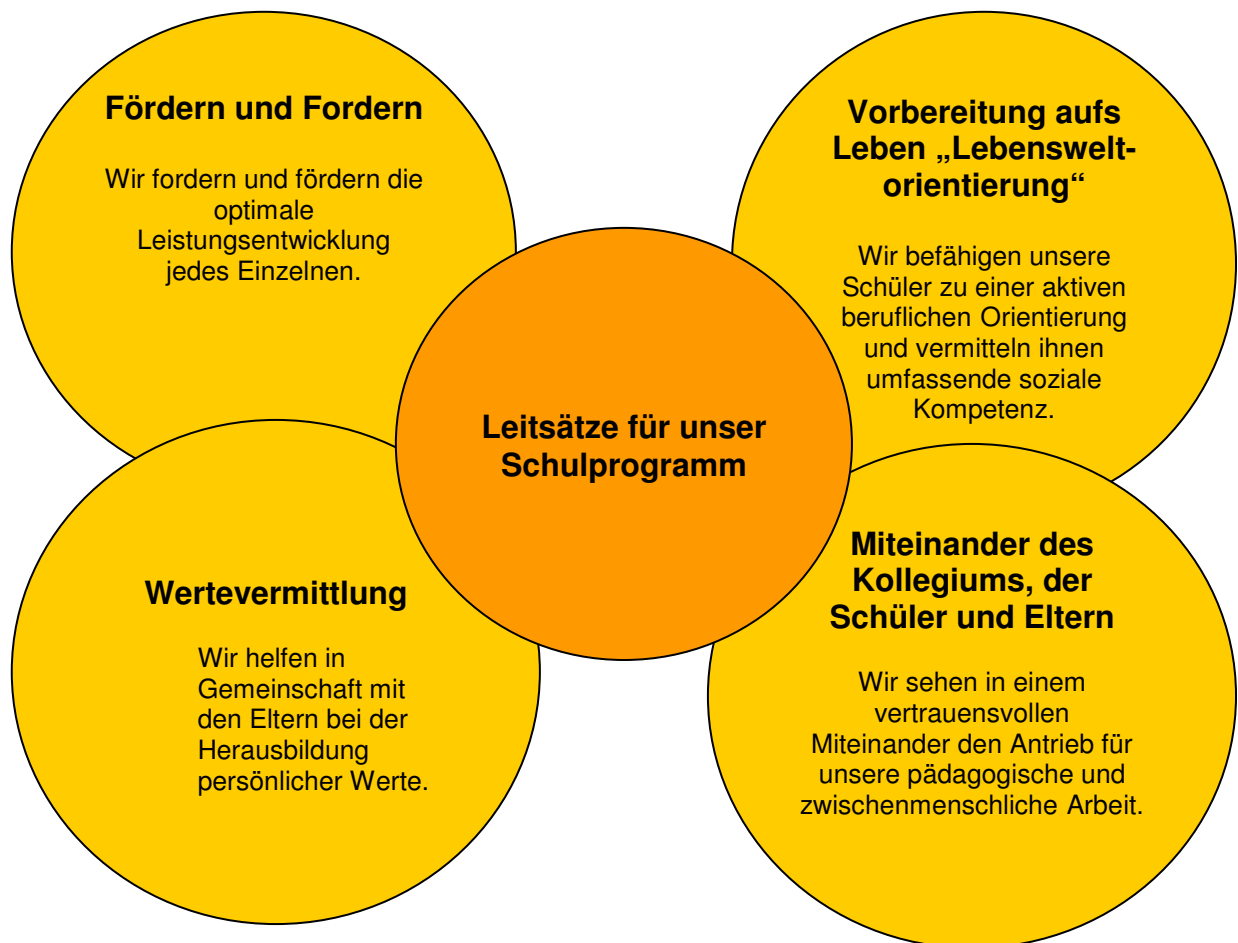 Fördern und Fordern
Wir fordern und fördern die
optimale
Leistungsentwicklung
jedes Einzelnen.
Vorbereitung aufs
Leben „Lebenswelt-
orientierung“
Wir befähigen unsere
Schüler zu einer aktiven
beruflichen Orientierung
und vermitteln ihnen
umfassende soziale
Kompetenz.
Leitsätze für unser
Schulprogramm
Wertevermittlung
Wir helfen in
Gemeinschaft mit
den Eltern bei der
Herausbildung
persönlicher Werte.
Miteinander des
Kollegiums, der
Schüler und Eltern
Wir sehen in einem
vertrauensvollen
Miteinander den Antrieb für
unsere pädagogische und
zwischenmenschliche Arbeit.